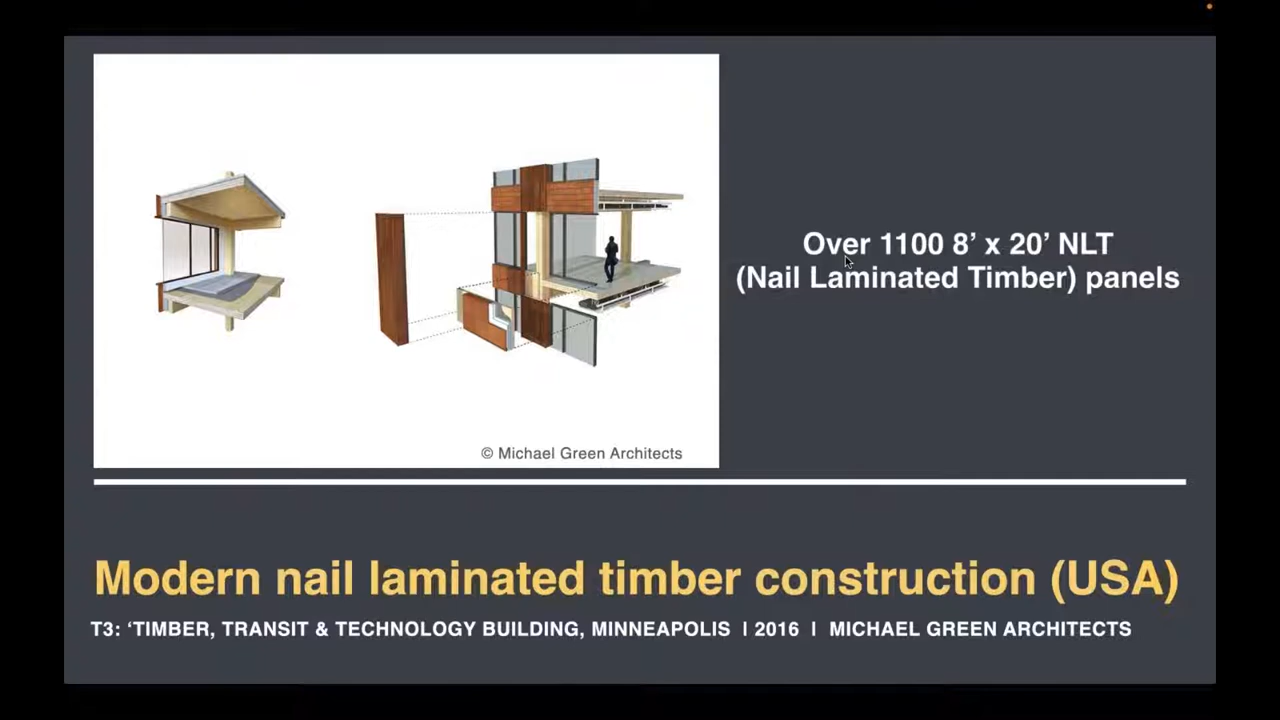 Over 1100 8’ x 20’ NLT
(Nail Laminated Timber) panels
© Michael Green Architects
Modern nail laminated timber construction (USA)
T3: ‘TIMBER, TRANSIT & TECHNOLOGY BUILDING, MINNEAPOLIS | 2016 | MICHAEL GREEN ARCHITECTS